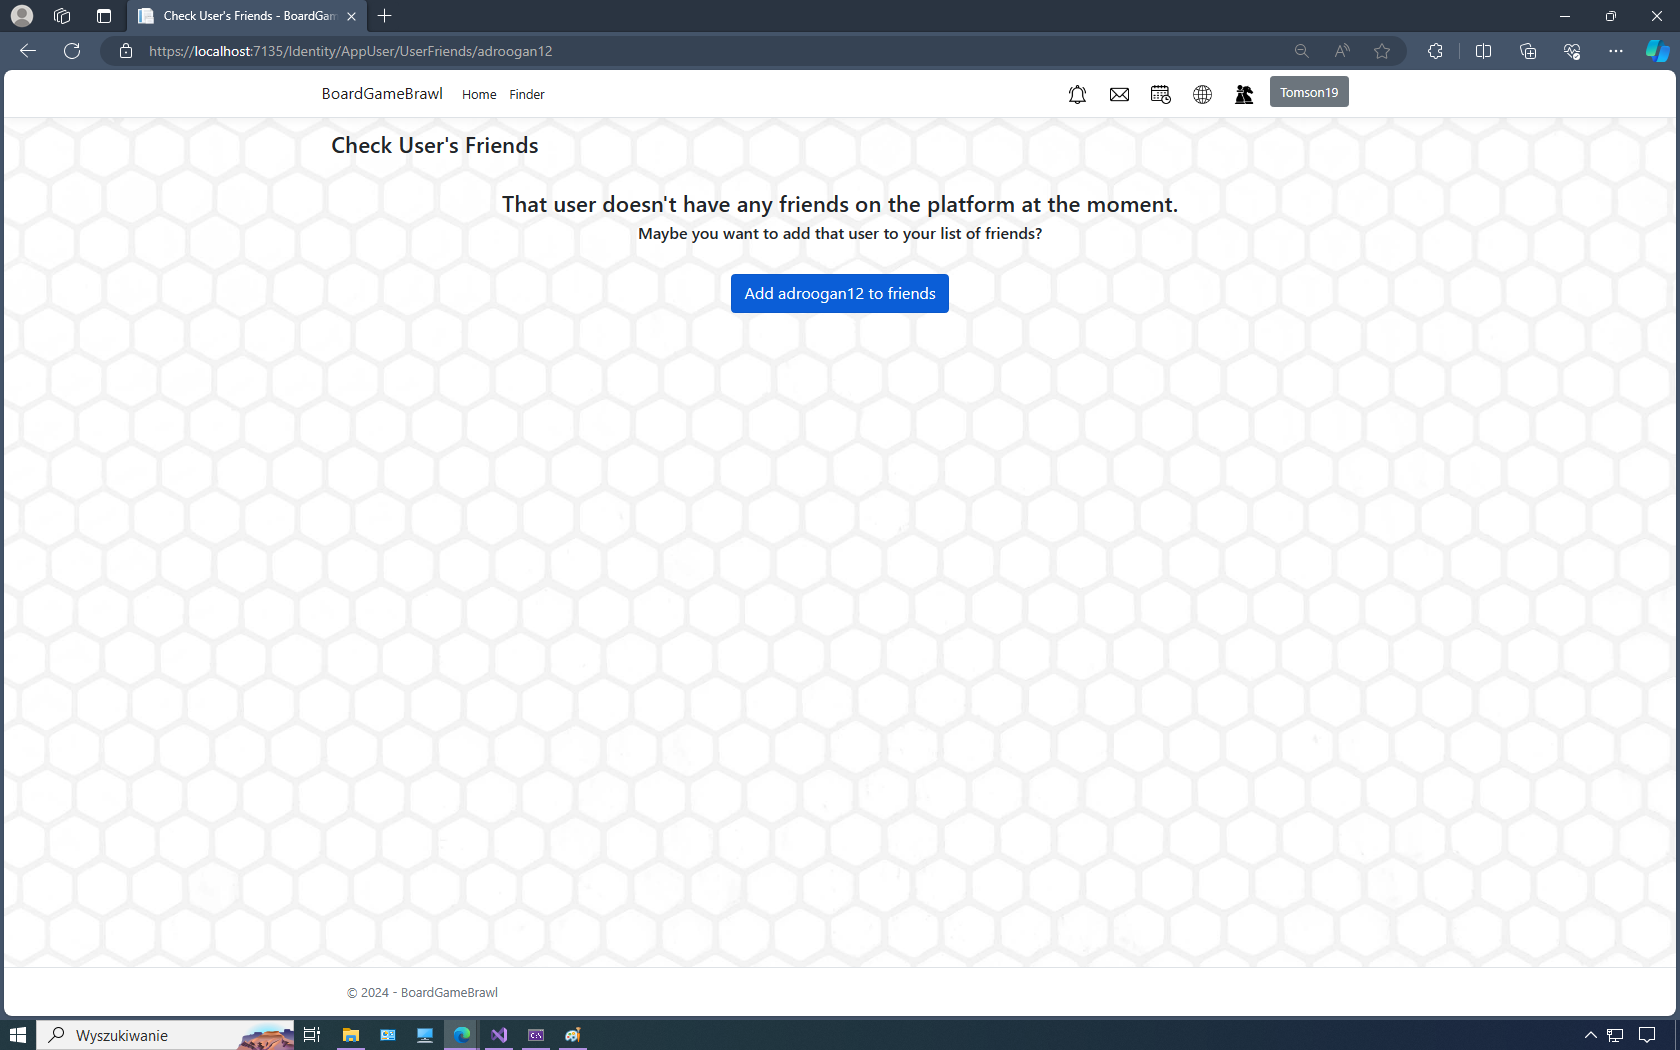 Check User's Friends - BoardGam
https://localhost:7135/Identity/AppUser/UserFriends/adroogan12
BoardGameBrawl Home Finder Tomson19
Check User's Friends
That user doesn't have any friends on the platform at the moment.
Maybe you want to add that user to your list of friends?
Add adroogan12 to friends
© 2024 - BoardGameBrawl
Wyszukiwanie